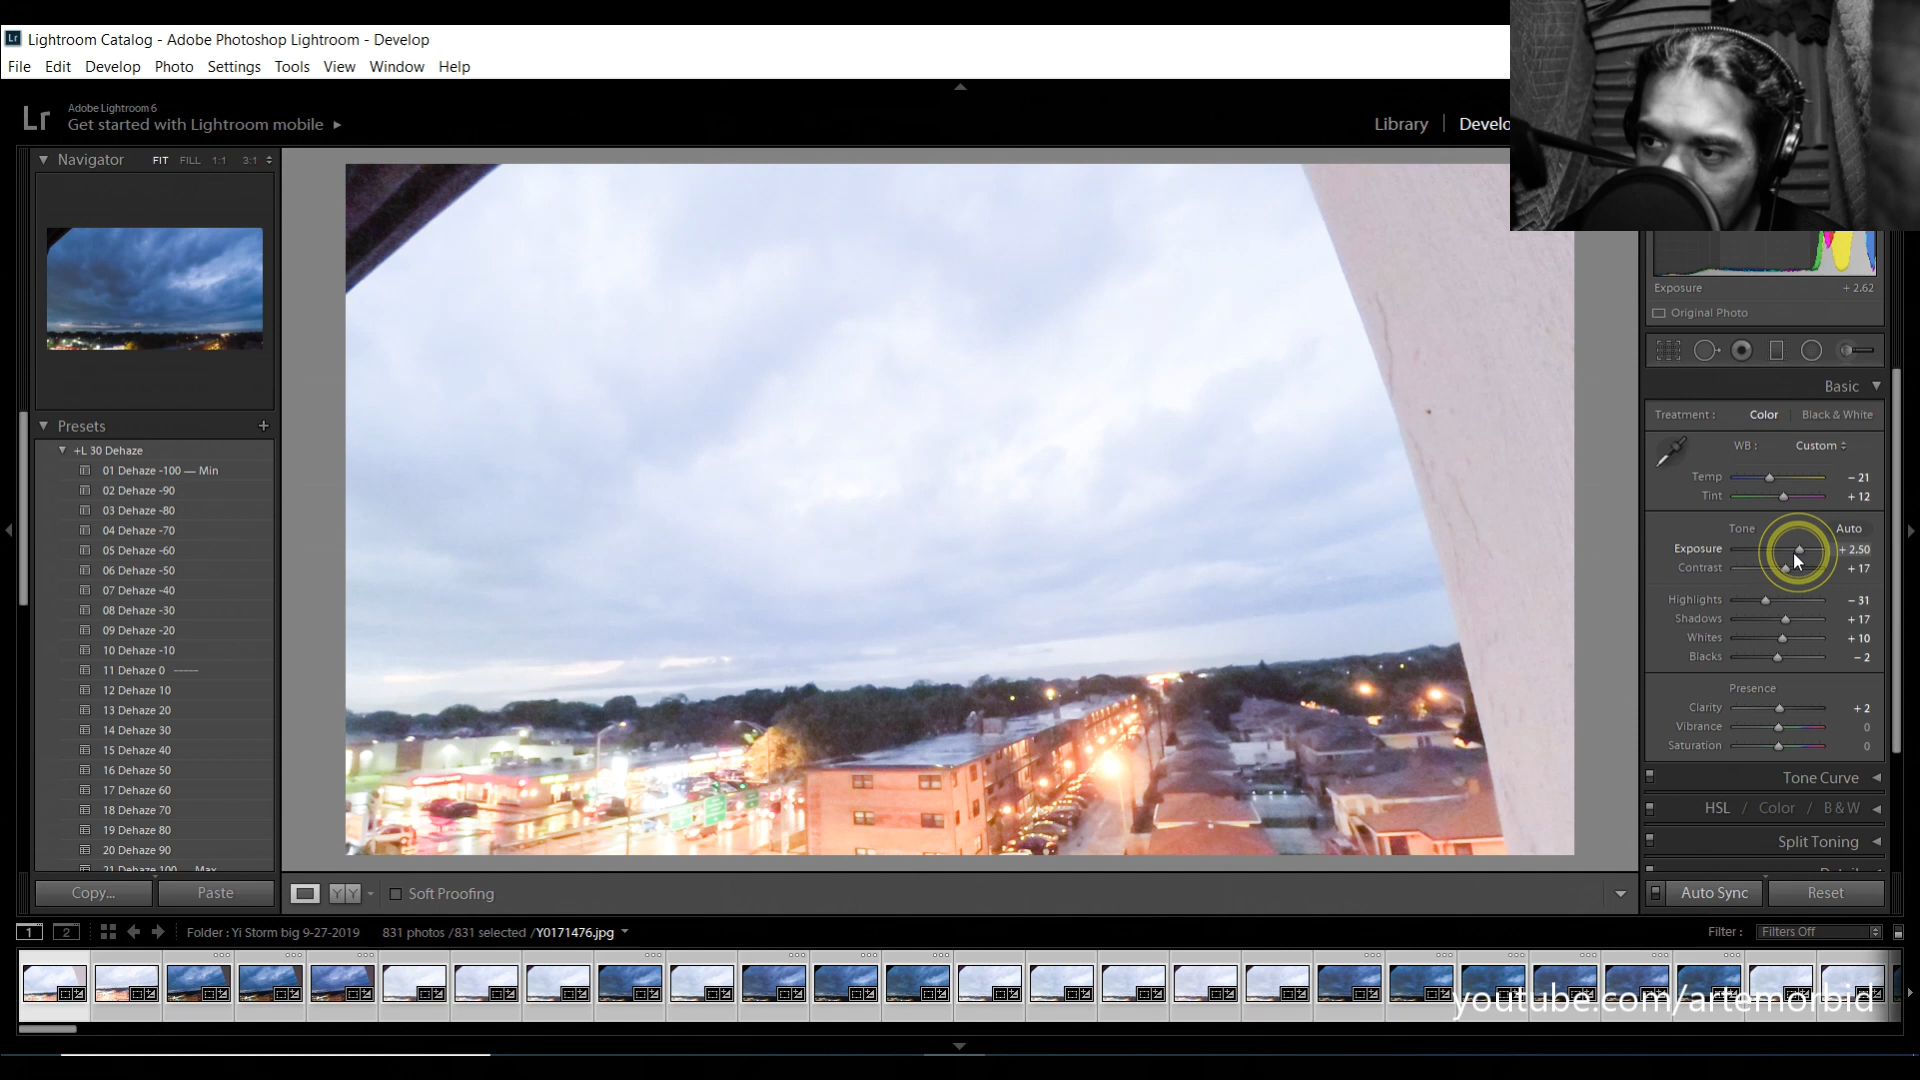 Lr Lightroom Catalog - Adobe Photoshop Lightroom - Develop
File Edit Develop Photo Settings Tools View Window Help
Lr Adobe Lightroom 6
Get started with Lightroom mobile
Library | Develo
Navigator FIT FILL 1:1 3:1
Exposure + 2.62
Original Photo
Basic
Treatment : Color Black & White
WB : Custom
Temp − 21
Tint + 12
Tone Auto
Exposure + 2.50
Contrast + 17
Highlights − 31
Shadows + 17
Whites + 10
Blacks − 2
Presence
Clarity + 2
Vibrance 0
Saturation 0
Tone Curve
HSL / Color / B & W
Split Toning
Presets +
+L 30 Dehaze
01 Dehaze -100 — Min
02 Dehaze -90
03 Dehaze -80
04 Dehaze -70
05 Dehaze -60
06 Dehaze -50
07 Dehaze -40
08 Dehaze -30
09 Dehaze -20
10 Dehaze -10
11 Dehaze 0 -----
12 Dehaze 10
13 Dehaze 20
14 Dehaze 30
15 Dehaze 40
16 Dehaze 50
17 Dehaze 60
18 Dehaze 70
19 Dehaze 80
20 Dehaze 90
21 Dehaze 100 Max
Copy... Paste
Y Y Soft Proofing
Auto Sync Reset
1 2 Folder : Yi Storm big 9-27-2019 831 photos /831 selected /Y0171476.jpg
Filter : Filters Off
youtube.com/artemorbid